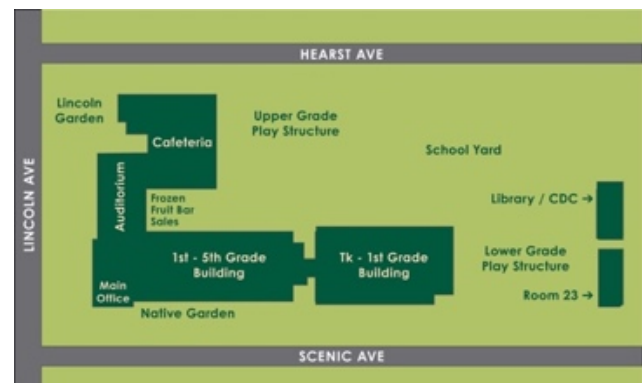 HEARST AVE
LINCOLN AVE
Lincoln
Garden
Cafeteria
Upper Grade
Play Structure
School Yard
Auditorium
Frozen
Fruit Bar
Sales
Library / CDC →
1st - 5th Grade
Building
Tk - 1st Grade
Building
Lower Grade
Play Structure
Main
Office
Room 23 →
Native Garden
SCENIC AVE